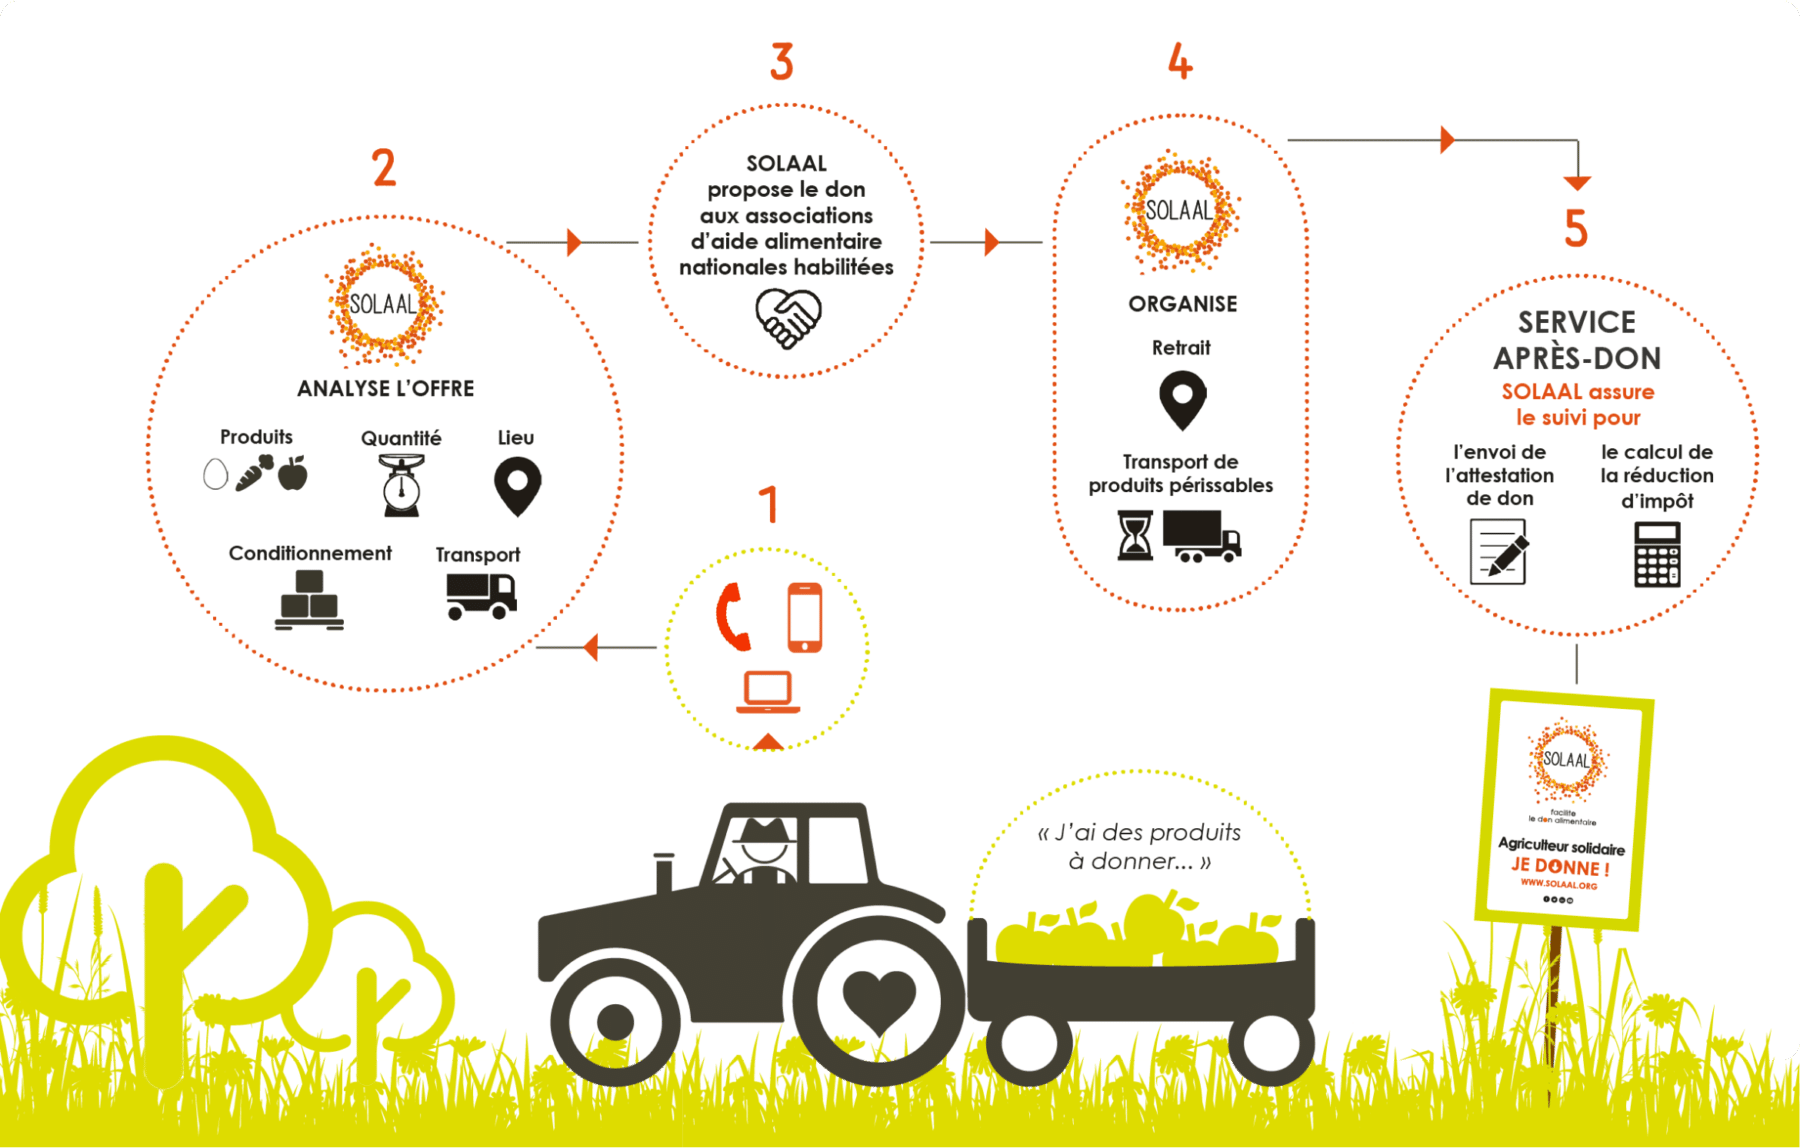 1
2
SOLAAL
ANALYSE L'OFFRE
Produits
Quantité
Lieu
Conditionnement
Transport
3
SOLAAL
propose le don
aux associations
d'aide alimentaire
nationales habilitées
4
SOLAAL
ORGANISE
Retrait
Transport de
produits périssables
5
SERVICE
APRÈS-DON
SOLAAL assure
le suivi pour
l'envoi de
l'attestation
de don
le calcul de
la réduction
d'impôt
« J'ai des produits
à donner... »
SOLAAL
facilite
le don alimentaire
Agriculteur solidaire
JE DONNE !
WWW.SOLAAL.ORG